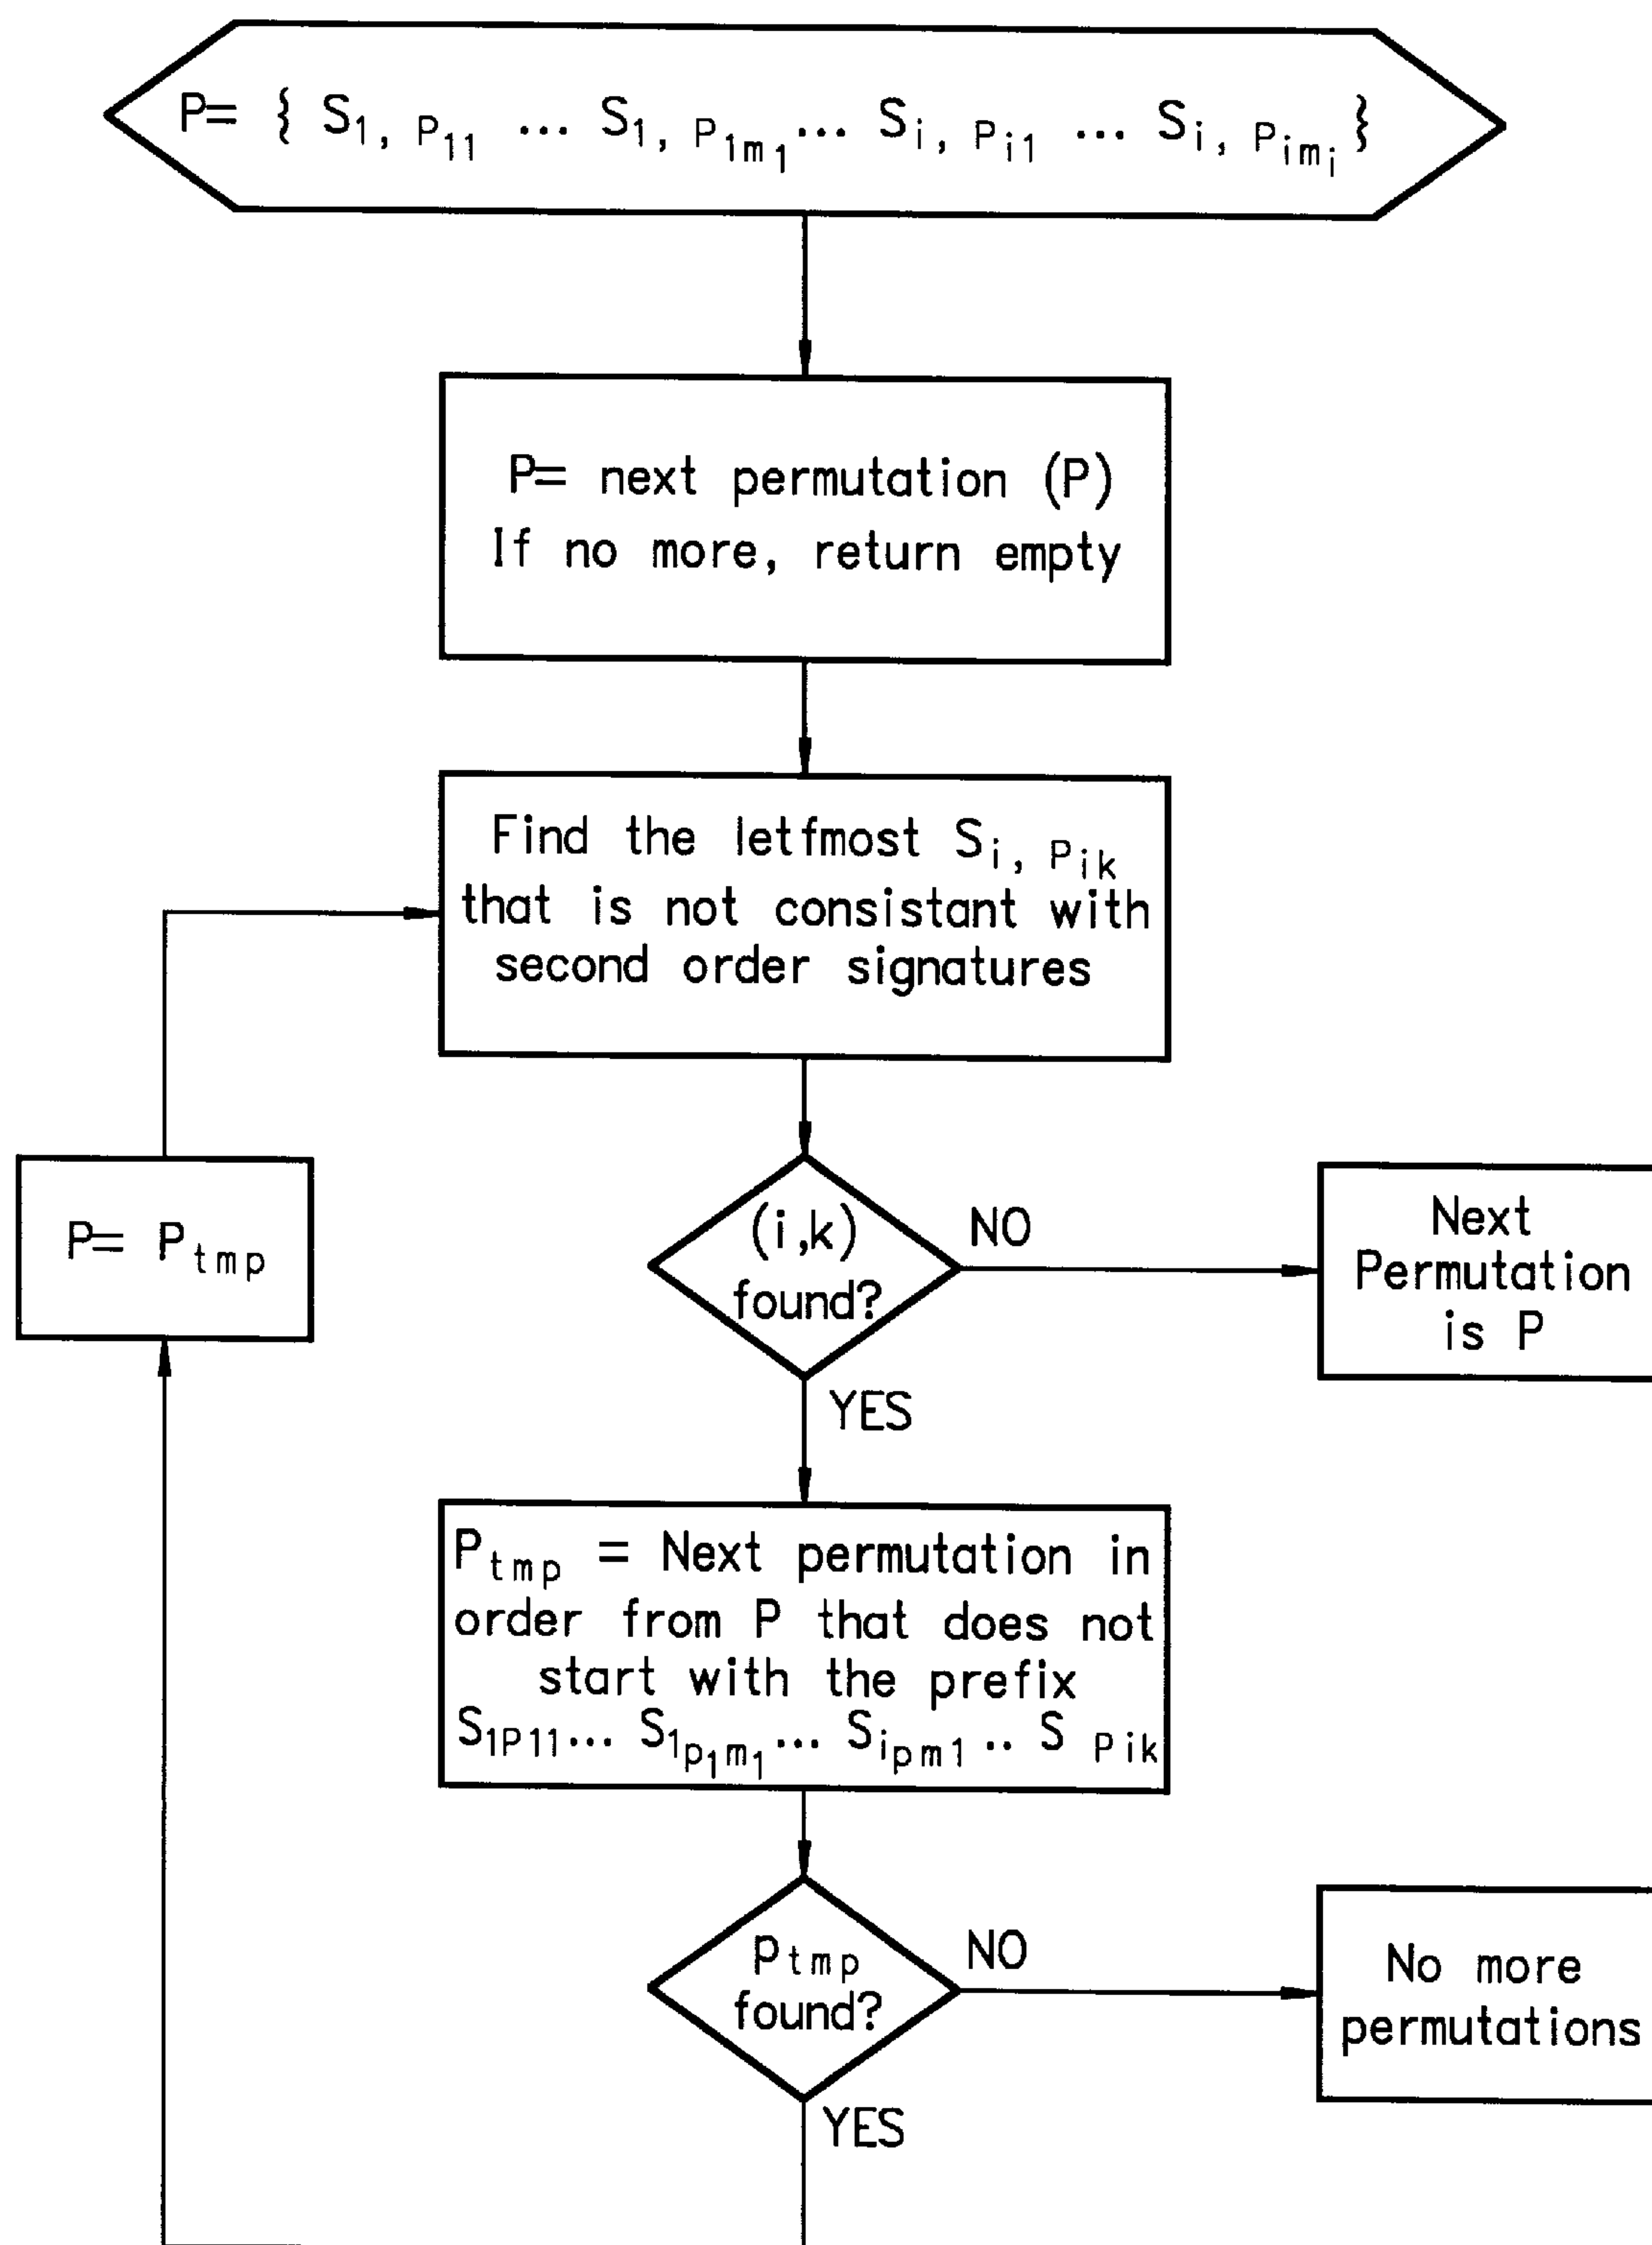 P= { S1, P11 ... S1, P1m1 ... Si, Pi1 ... Si, Pimi }
P= next permutation (P)
If no more, return empty
Find the letfmost Si, Pik
that is not consistant with
second order signatures
(i,k)
found?
NO
Next
Permutation
is P
P= Ptmp
YES
Ptmp = Next permutation in
order from P that does not
start with the prefix
S1P11... S1p1m1... Sipm1 .. S Pik
Ptmp
found?
NO
No more
permutations
YES